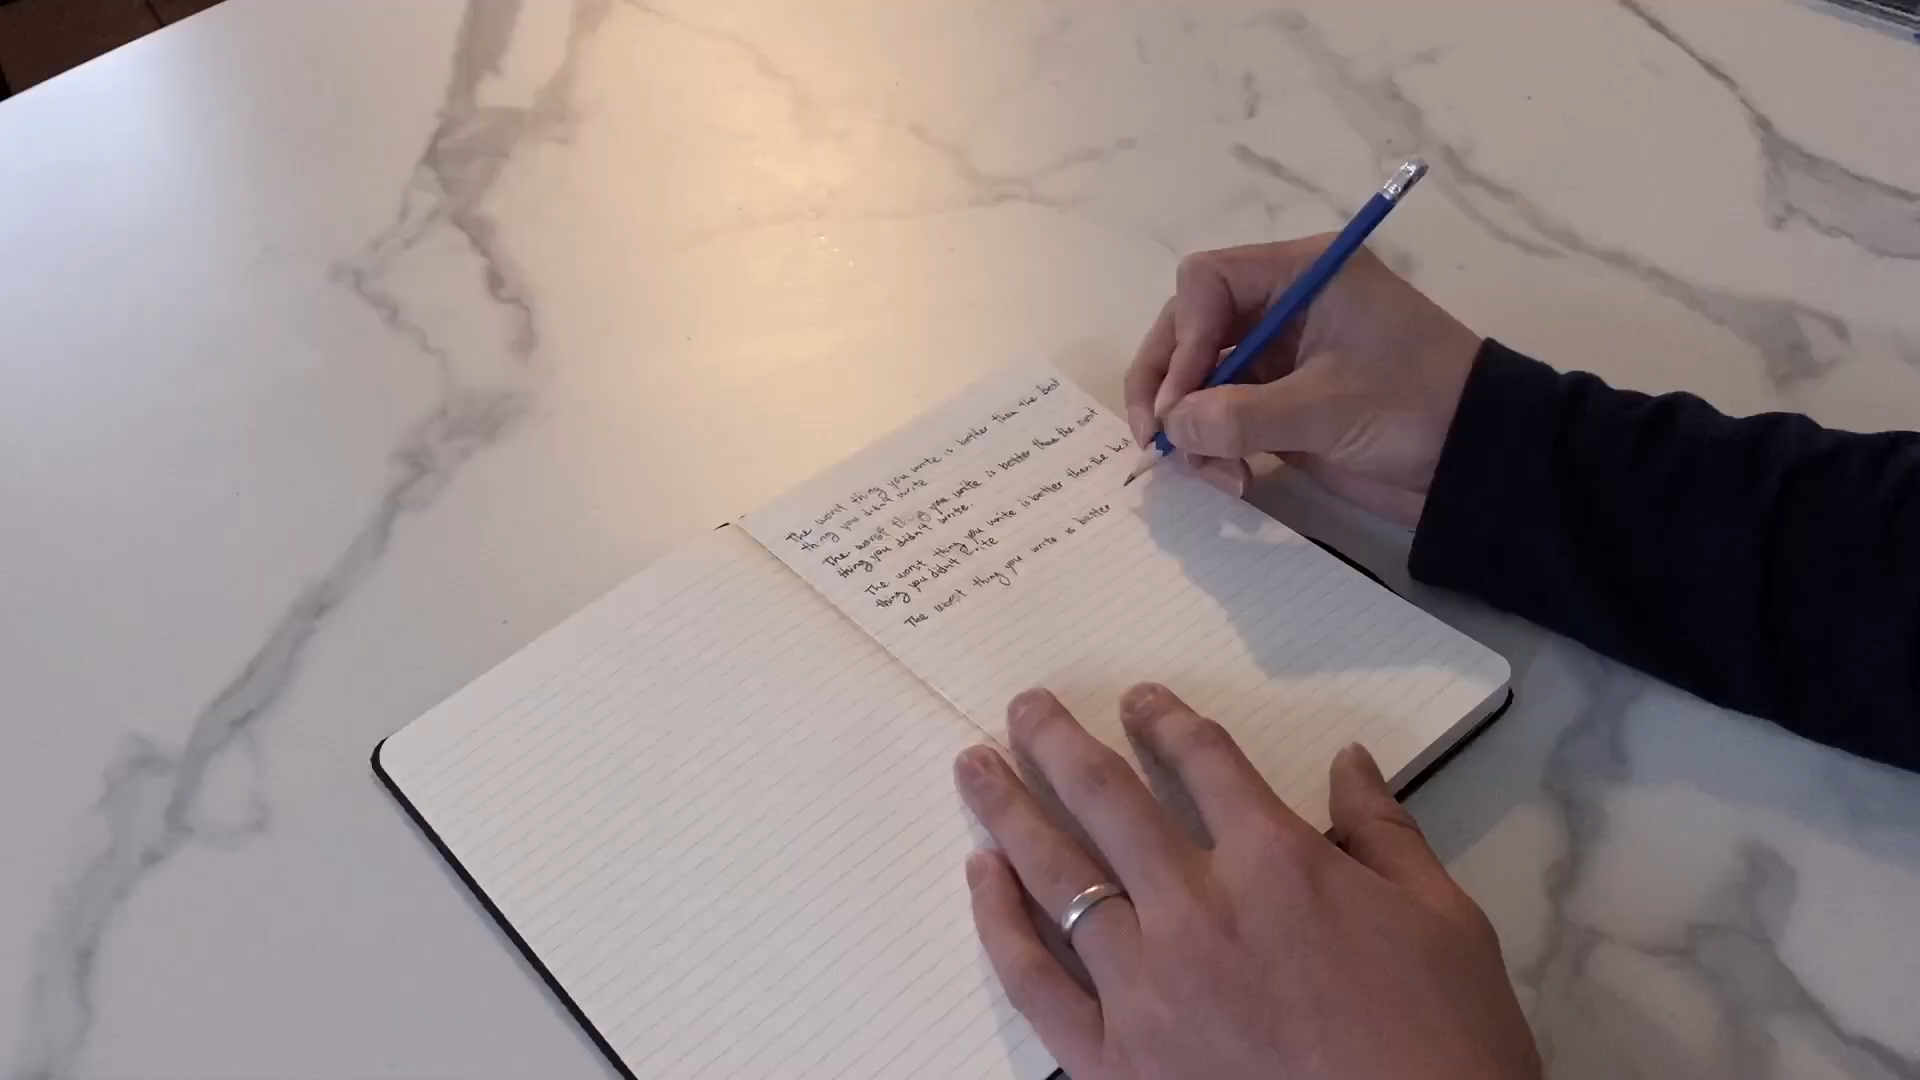 The worst thing you write is better than the best
thing you didn't write
The worst thing you write is better than the most
thing you didn't write.
The worst thing you write is better than the best
thing you didn't write
The worst thing you write is better